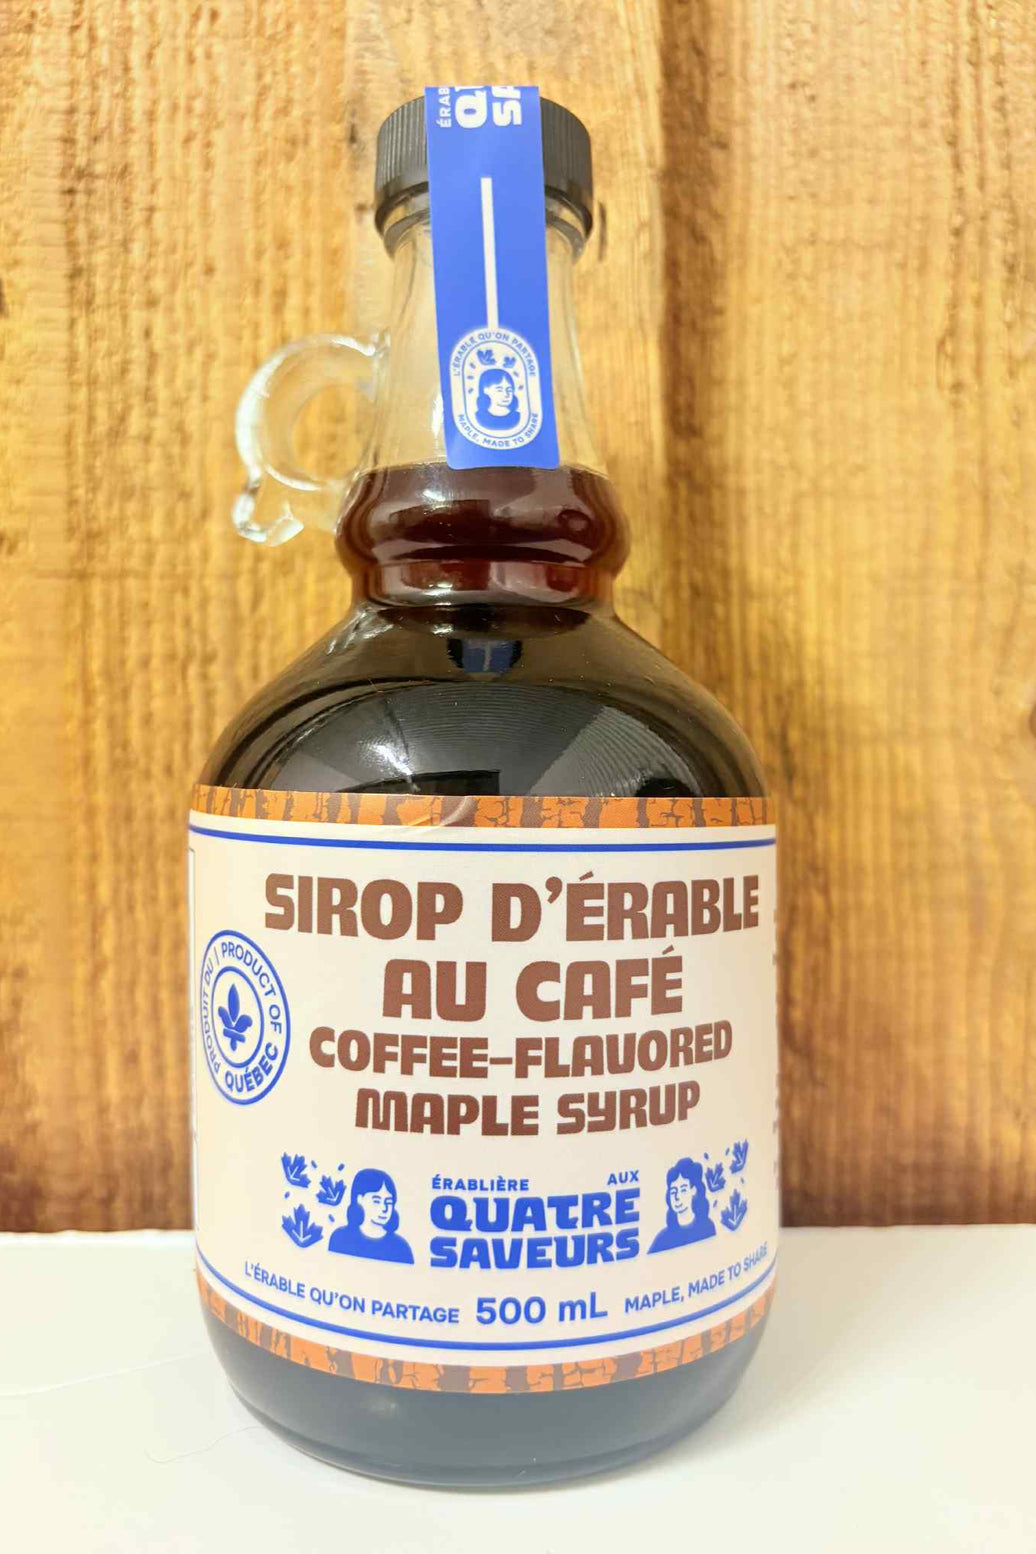 ÉRAB
L'ÉRABLE QU'ON PARTAGE
MAPLE, MADE TO SHARE
SIROP D'ÉRABLE
AU CAFÉ
COFFEE-FLAVORED
MAPLE SYRUP
PRODUIT DU | PRODUCT OF
QUÉBEC
ÉRABLIÈRE AUX
QUATRE
SAVEURS
L'ÉRABLE QU'ON PARTAGE 500 mL MAPLE, MADE TO SHARE